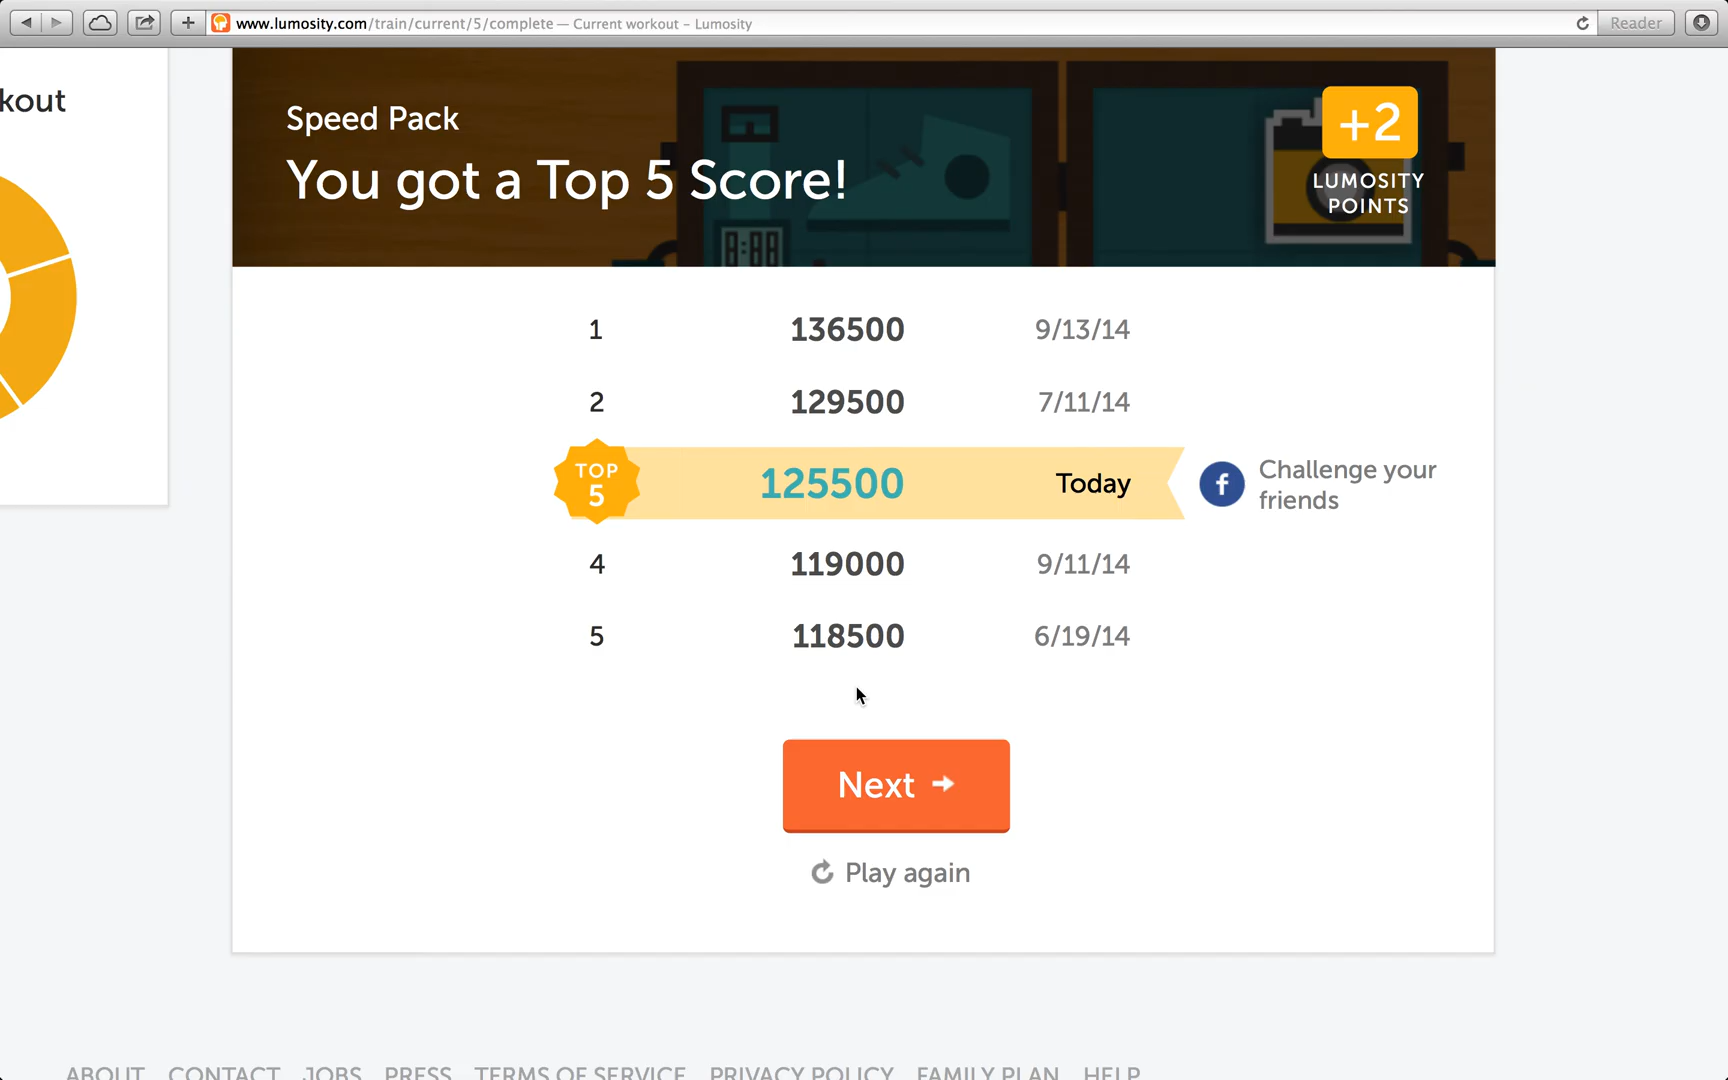 www.lumosity.com/train/current/5/complete — Current workout – Lumosity
Reader
kout
Speed Pack
You got a Top 5 Score!
+2
LUMOSITY
POINTS
8:88
1 136500 9/13/14
2 129500 7/11/14
TOP
5
125500 Today
Challenge your
friends
4 119000 9/11/14
5 118500 6/19/14
Next
Play again
ABOUT CONTACT JOBS PRESS TERMS OF SERVICE PRIVACY POLICY FAMILY PLAN HELP